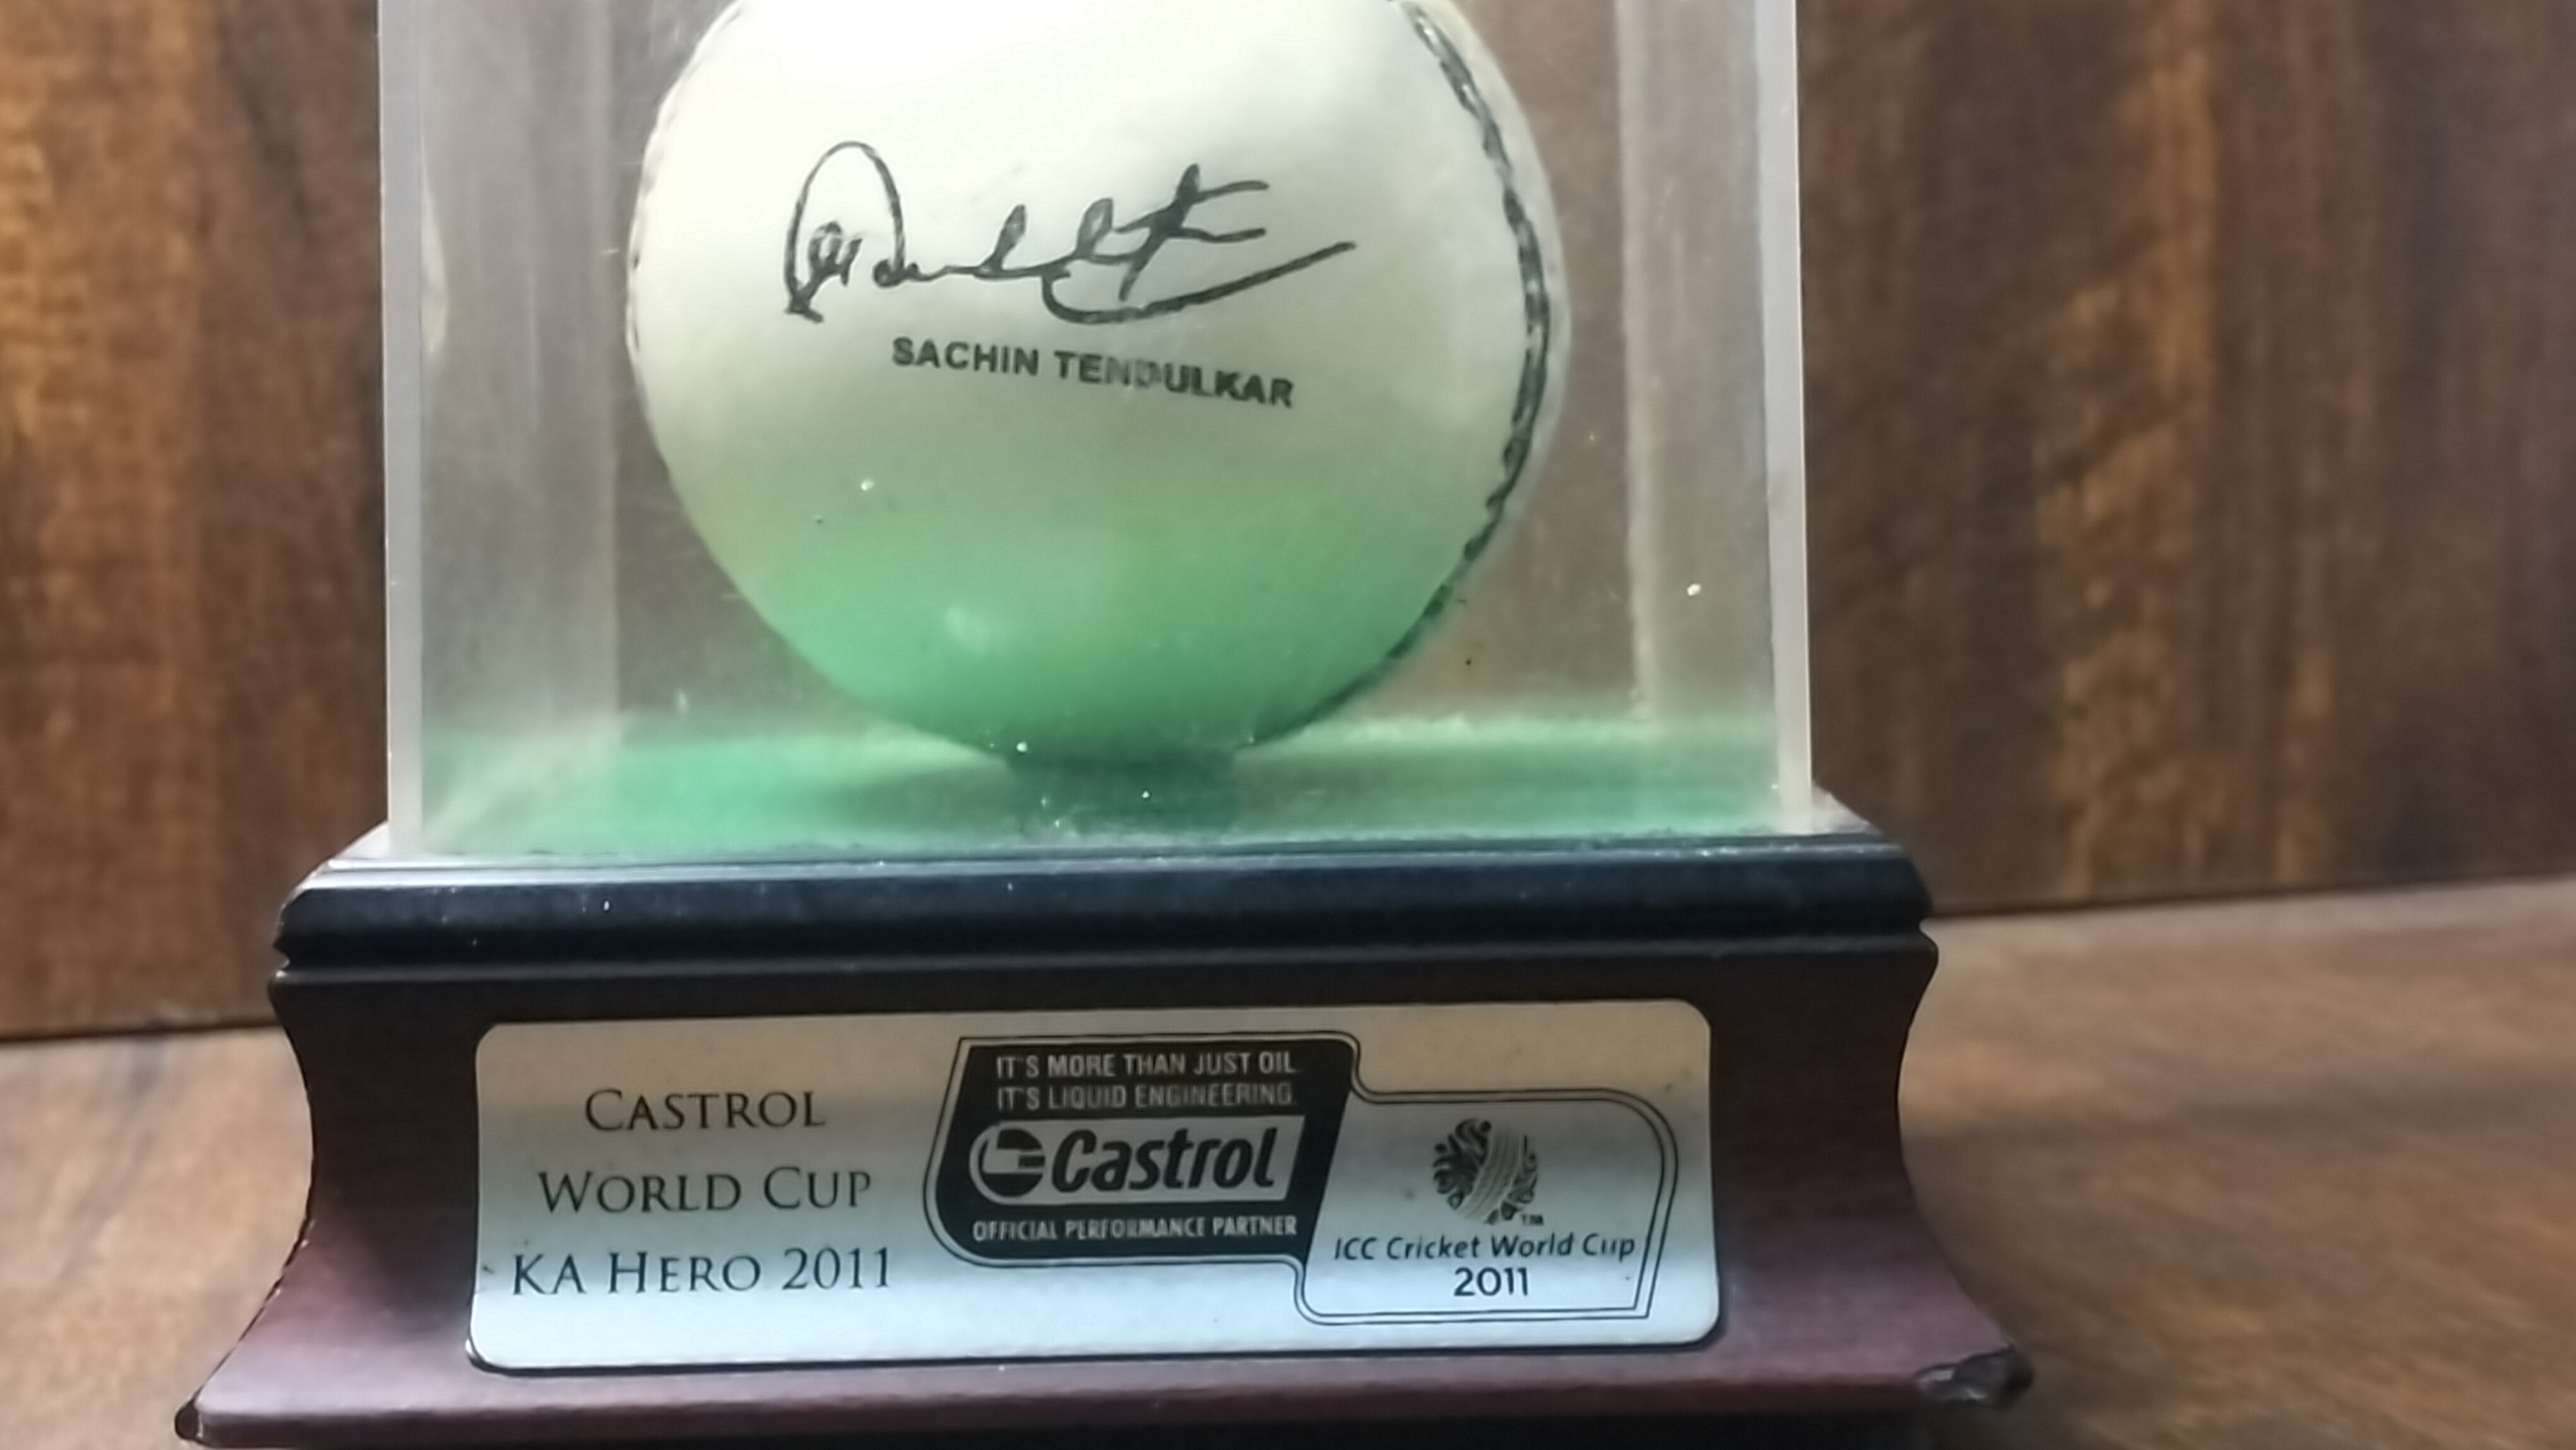 SACHIN TENDULKAR
CASTROL
WORLD CUP
KA HERO 2011
IT'S MORE THAN JUST OIL.
IT'S LIQUID ENGINEERING.
Castrol
OFFICIAL PERFORMANCE PARTNER
TM
ICC Cricket World Cup
2011